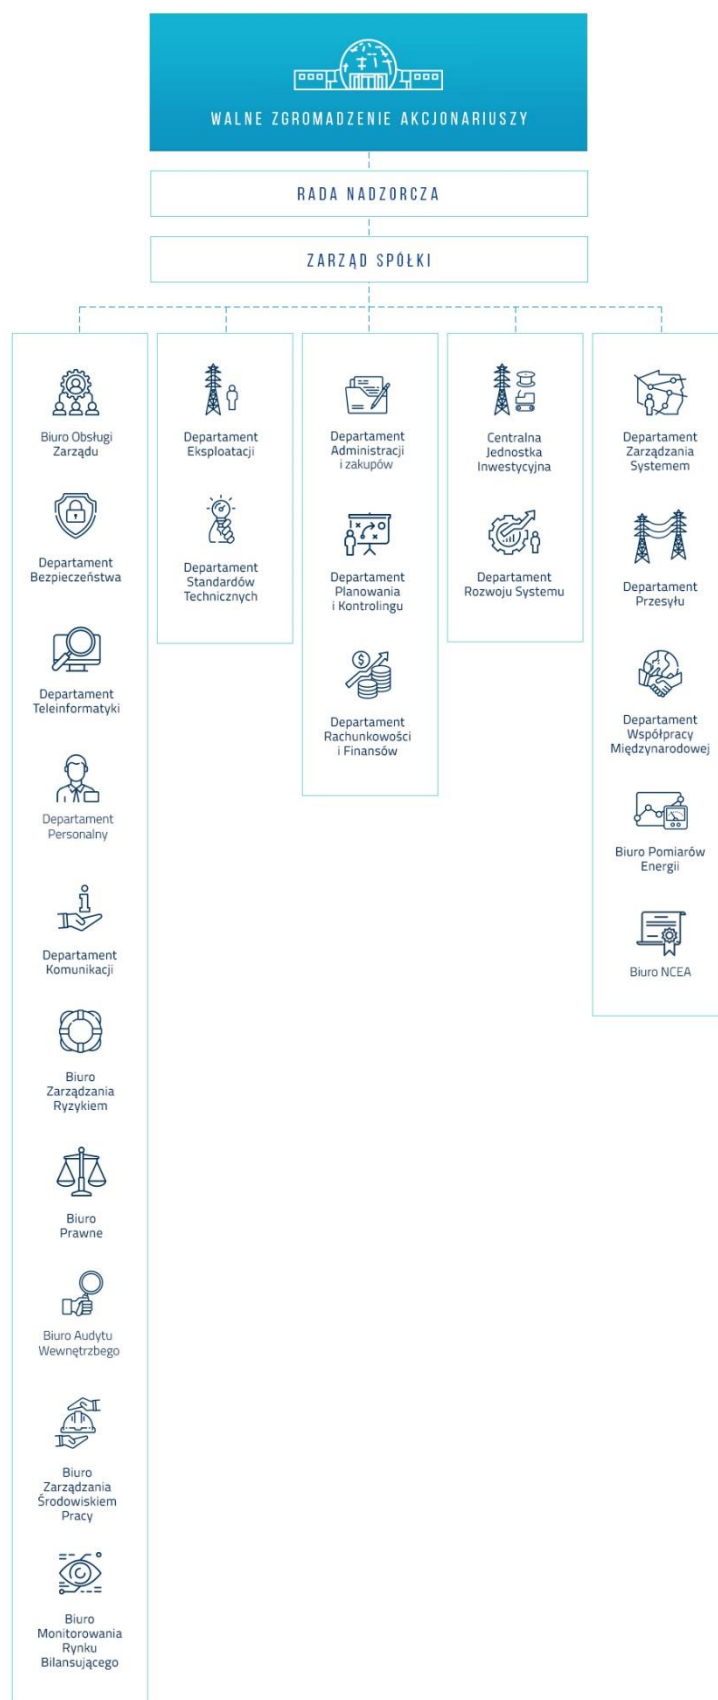 WALNE ZGROMADZENIE AKCJONARIUSZY
RADA NADZORCZA
ZARZĄD SPÓŁKI
Biuro Obsługi
Zarządu
Departament
Bezpieczeństwa
Departament
Teleinformatyki
Departament
Personalny
Departament
Komunikacji
Biuro
Zarządzania
Ryzykiem
Biuro
Prawne
Biuro Audytu
Wewnętrzbego
Biuro
Zarządzania
Środowiskiem
Pracy
Biuro
Monitorowania
Rynku
Bilansującego
Departament
Eksploatacji
Departament
Standardów
Technicznych
Departament
Administracji
i zakupów
Departament
Planowania
i Kontrolingu
Departament
Rachunkowości
i Finansów
Centralna
Jednostka
Inwestycyjna
Departament
Rozwoju Systemu
Departament
Zarządzania
Systemem
Departament
Przesyłu
Departament
Współpracy
Międzynarodowej
Biuro Pomiarów
Energii
Biuro NCEA